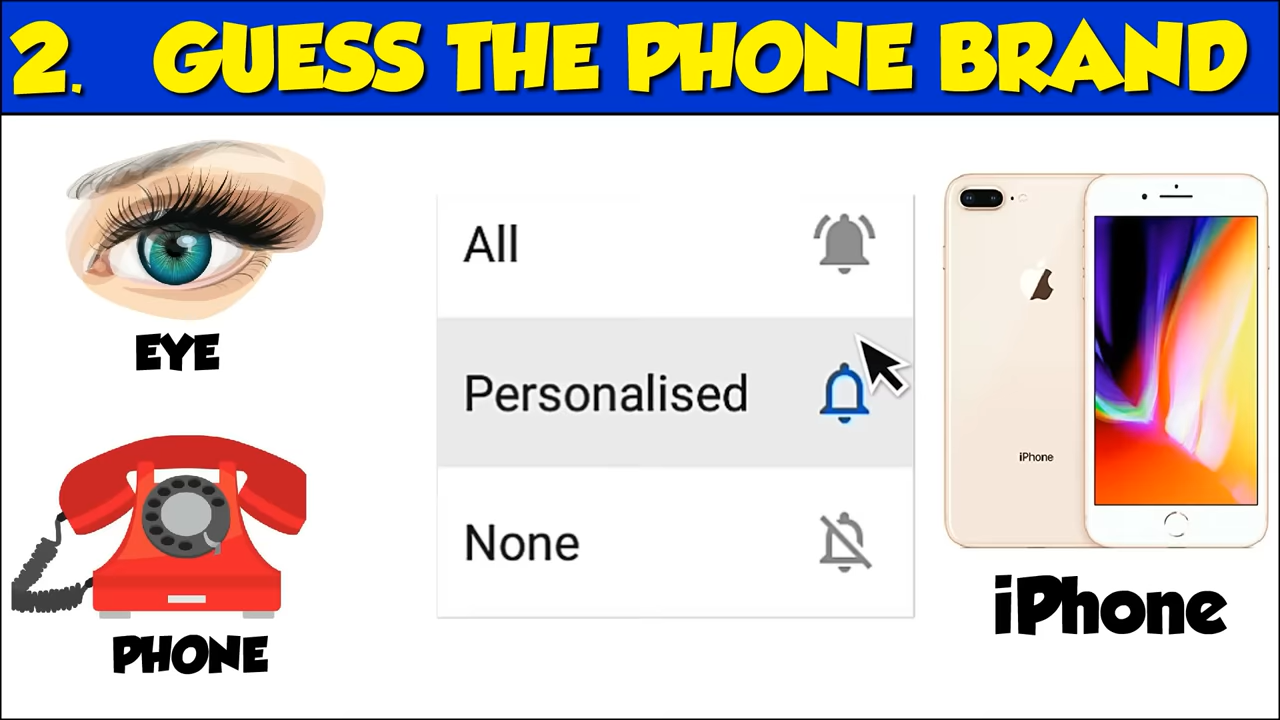 2. GUESS THE PHONE BRAND
EYE
PHONE
All
Personalised
None
iPhone
iPhone